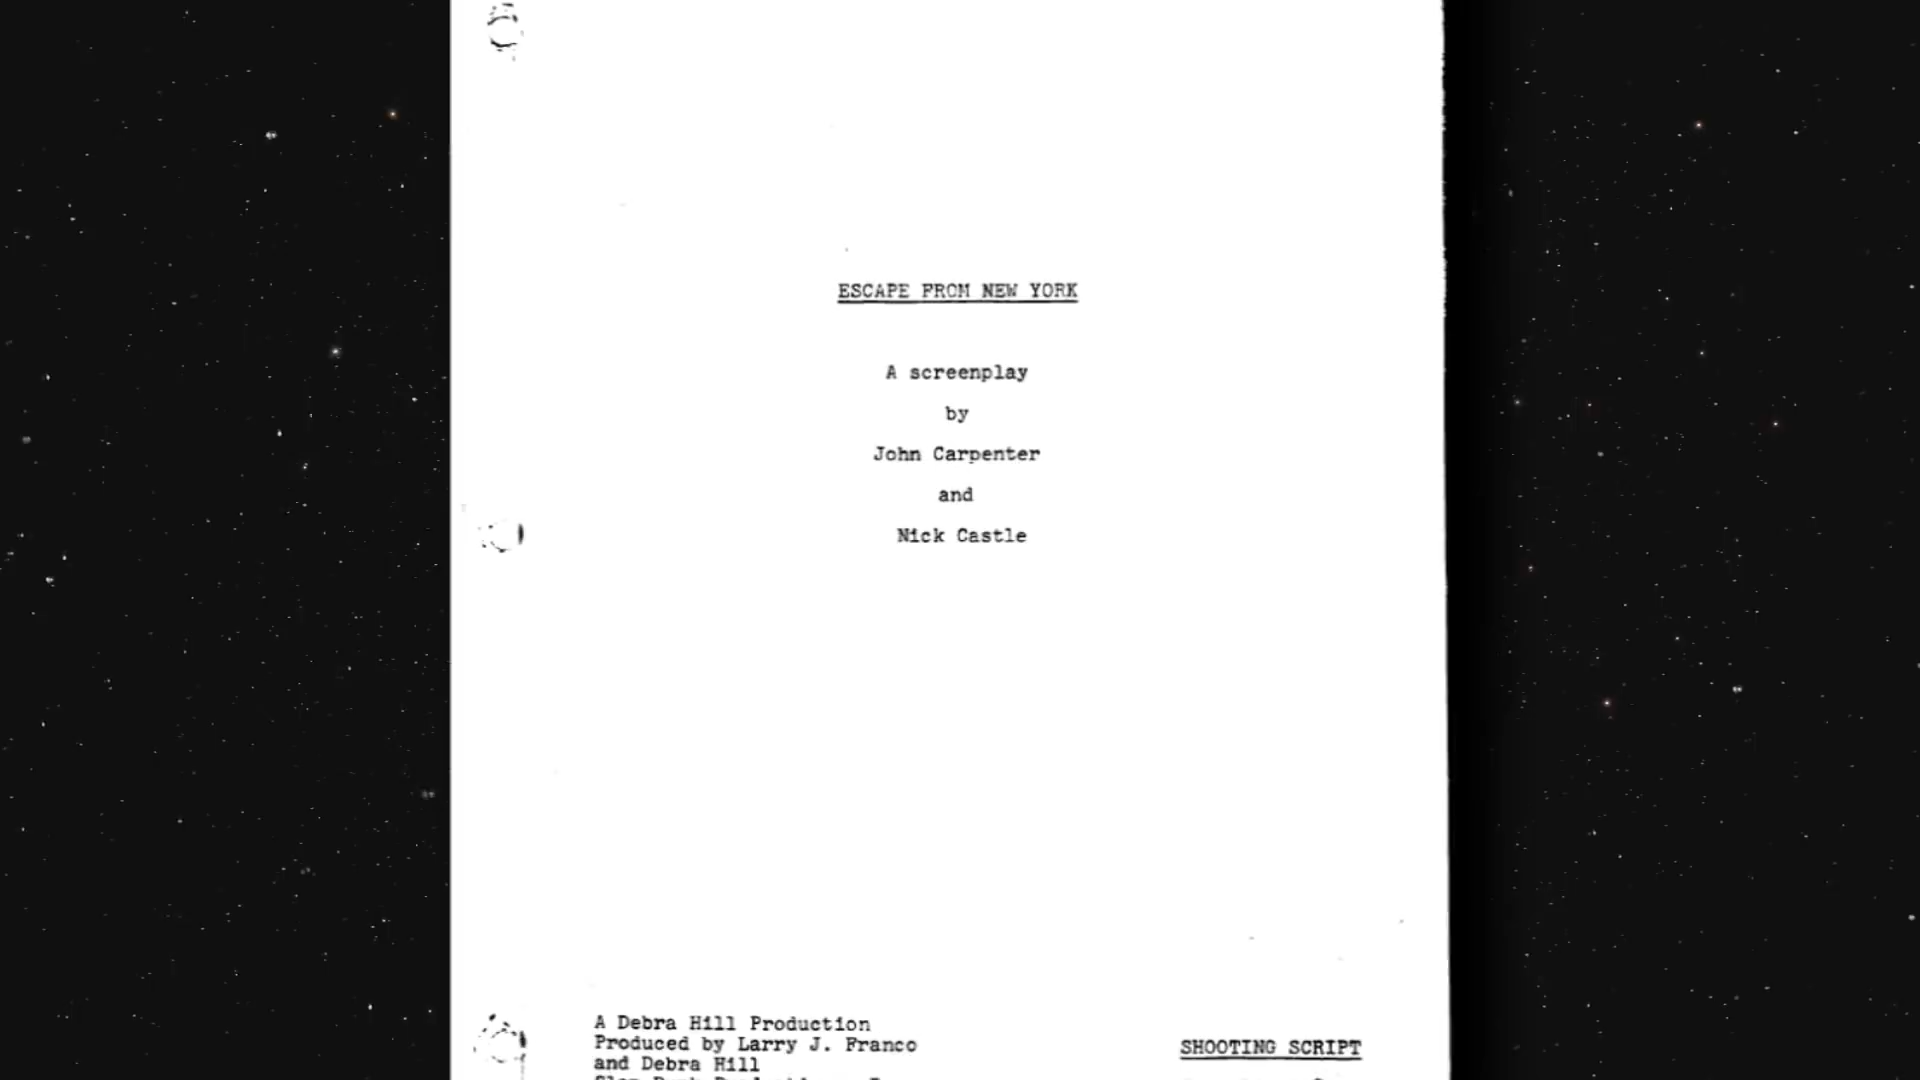 ESCAPE FROM NEW YORK
A screenplay
by
John Carpenter
and
Nick Castle
A Debra Hill Production
Produced by Larry J. Franco
and Debra Hill
SHOOTING SCRIPT